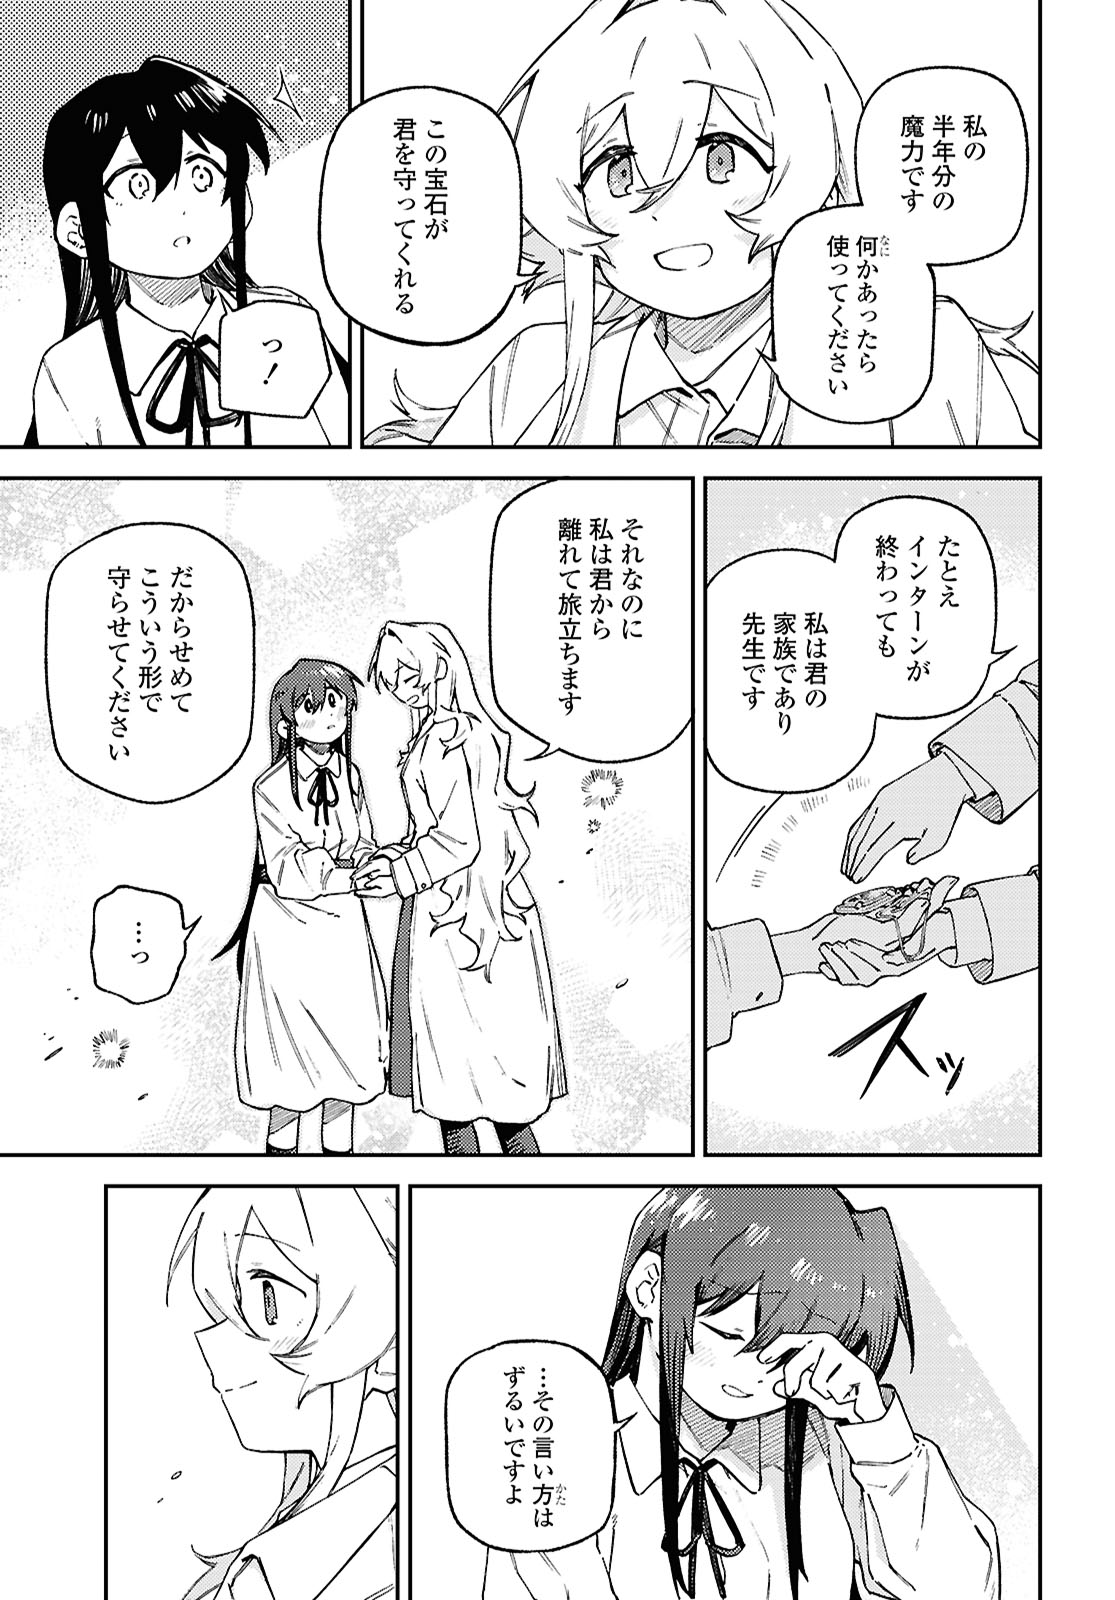 私の
半年分の
魔力です
何かあったら
使ってください
なに
この宝石が
君を守ってくれる
っ！
たとえ
インターンが
終わっても
私は君の
家族であり
先生です
スッ
それなのに
私は君から
離れて旅立ちます
だからせめて
こういう形で
守らせてください
…っ
…その言い方は
かた
ずるいですよ